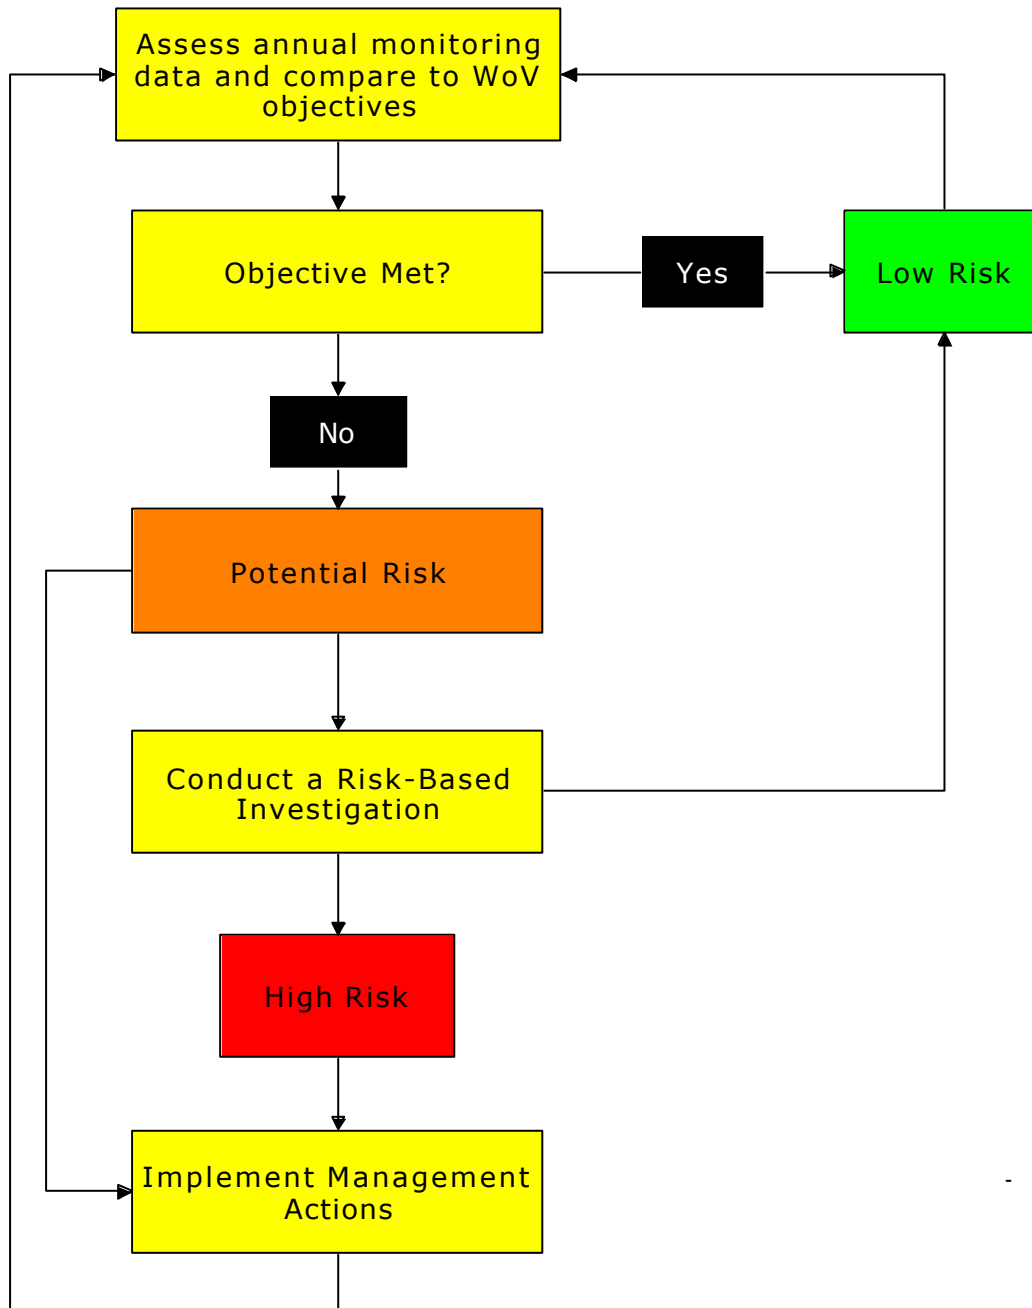 Assess annual monitoring
data and compare to WoV
objectives
Objective Met?
Yes
Low Risk
No
Potential Risk
Conduct a Risk-Based
Investigation
High Risk
Implement Management
Actions
-